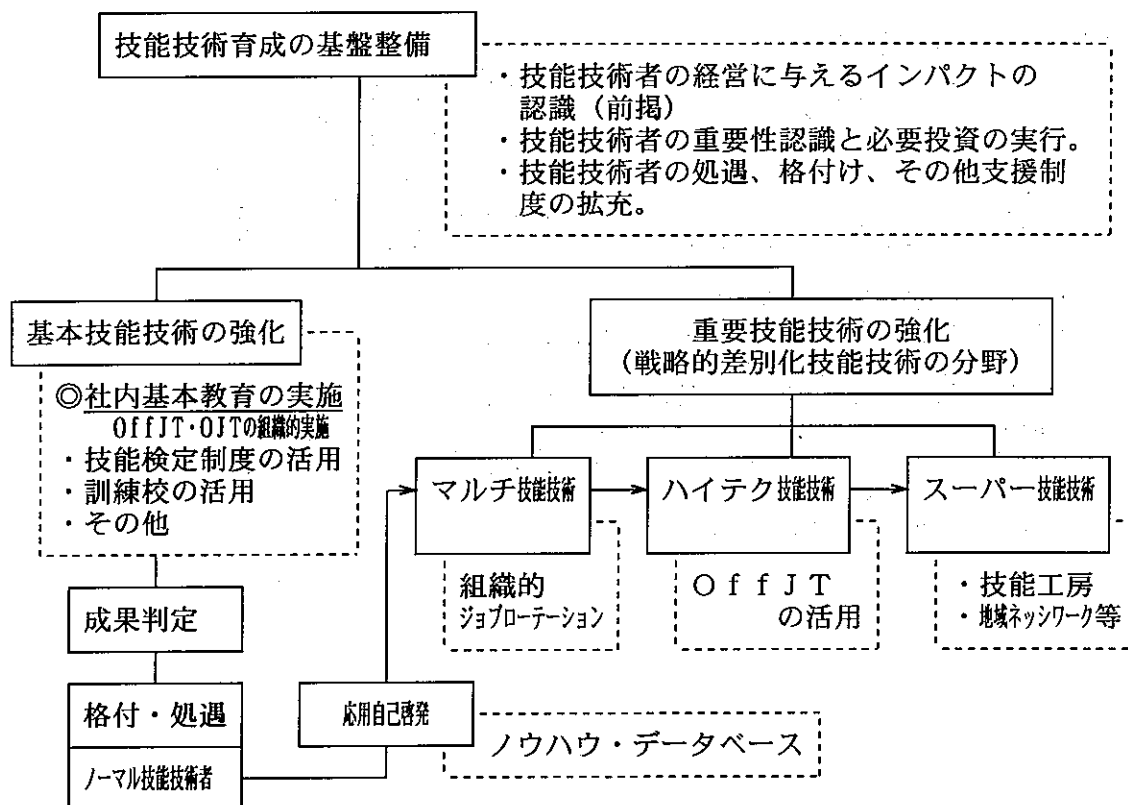 技能技術育成の基盤整備
・技能技術者の経営に与えるインパクトの
認識（前掲）
・技能技術者の重要性認識と必要投資の実行。
・技能技術者の処遇、格付け、その他支援制
度の拡充。
基本技能技術の強化
◎社内基本教育の実施
OffJT・OJTの組織的実施
・技能検定制度の活用
・訓練校の活用
・その他
重要技能技術の強化
（戦略的差別化技能技術の分野）
マルチ技能技術
ハイテク技能技術
スーパー技能技術
組織的
ジョブローテーション
ＯｆｆＪＴ
の活用
・技能工房
・地域ネッシワーク等
成果判定
格付・処遇
ノーマル技能技術者
応用自己啓発
ノウハウ・データベース